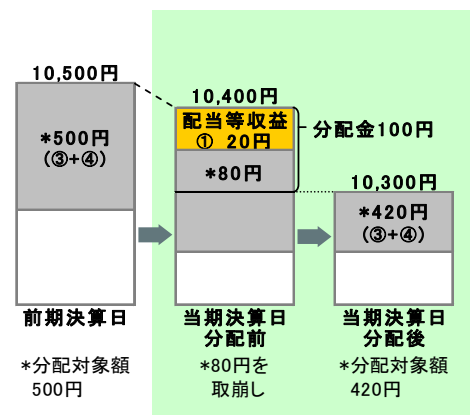 10,500円
*500円
(③+④)
前期決算日
*分配対象額
500円
10,400円
配当等収益
① 20円
*80円
分配金100円
当期決算日
分配前
*80円を
取崩し
10,300円
*420円
(③+④)
当期決算日
分配後
*分配対象額
420円